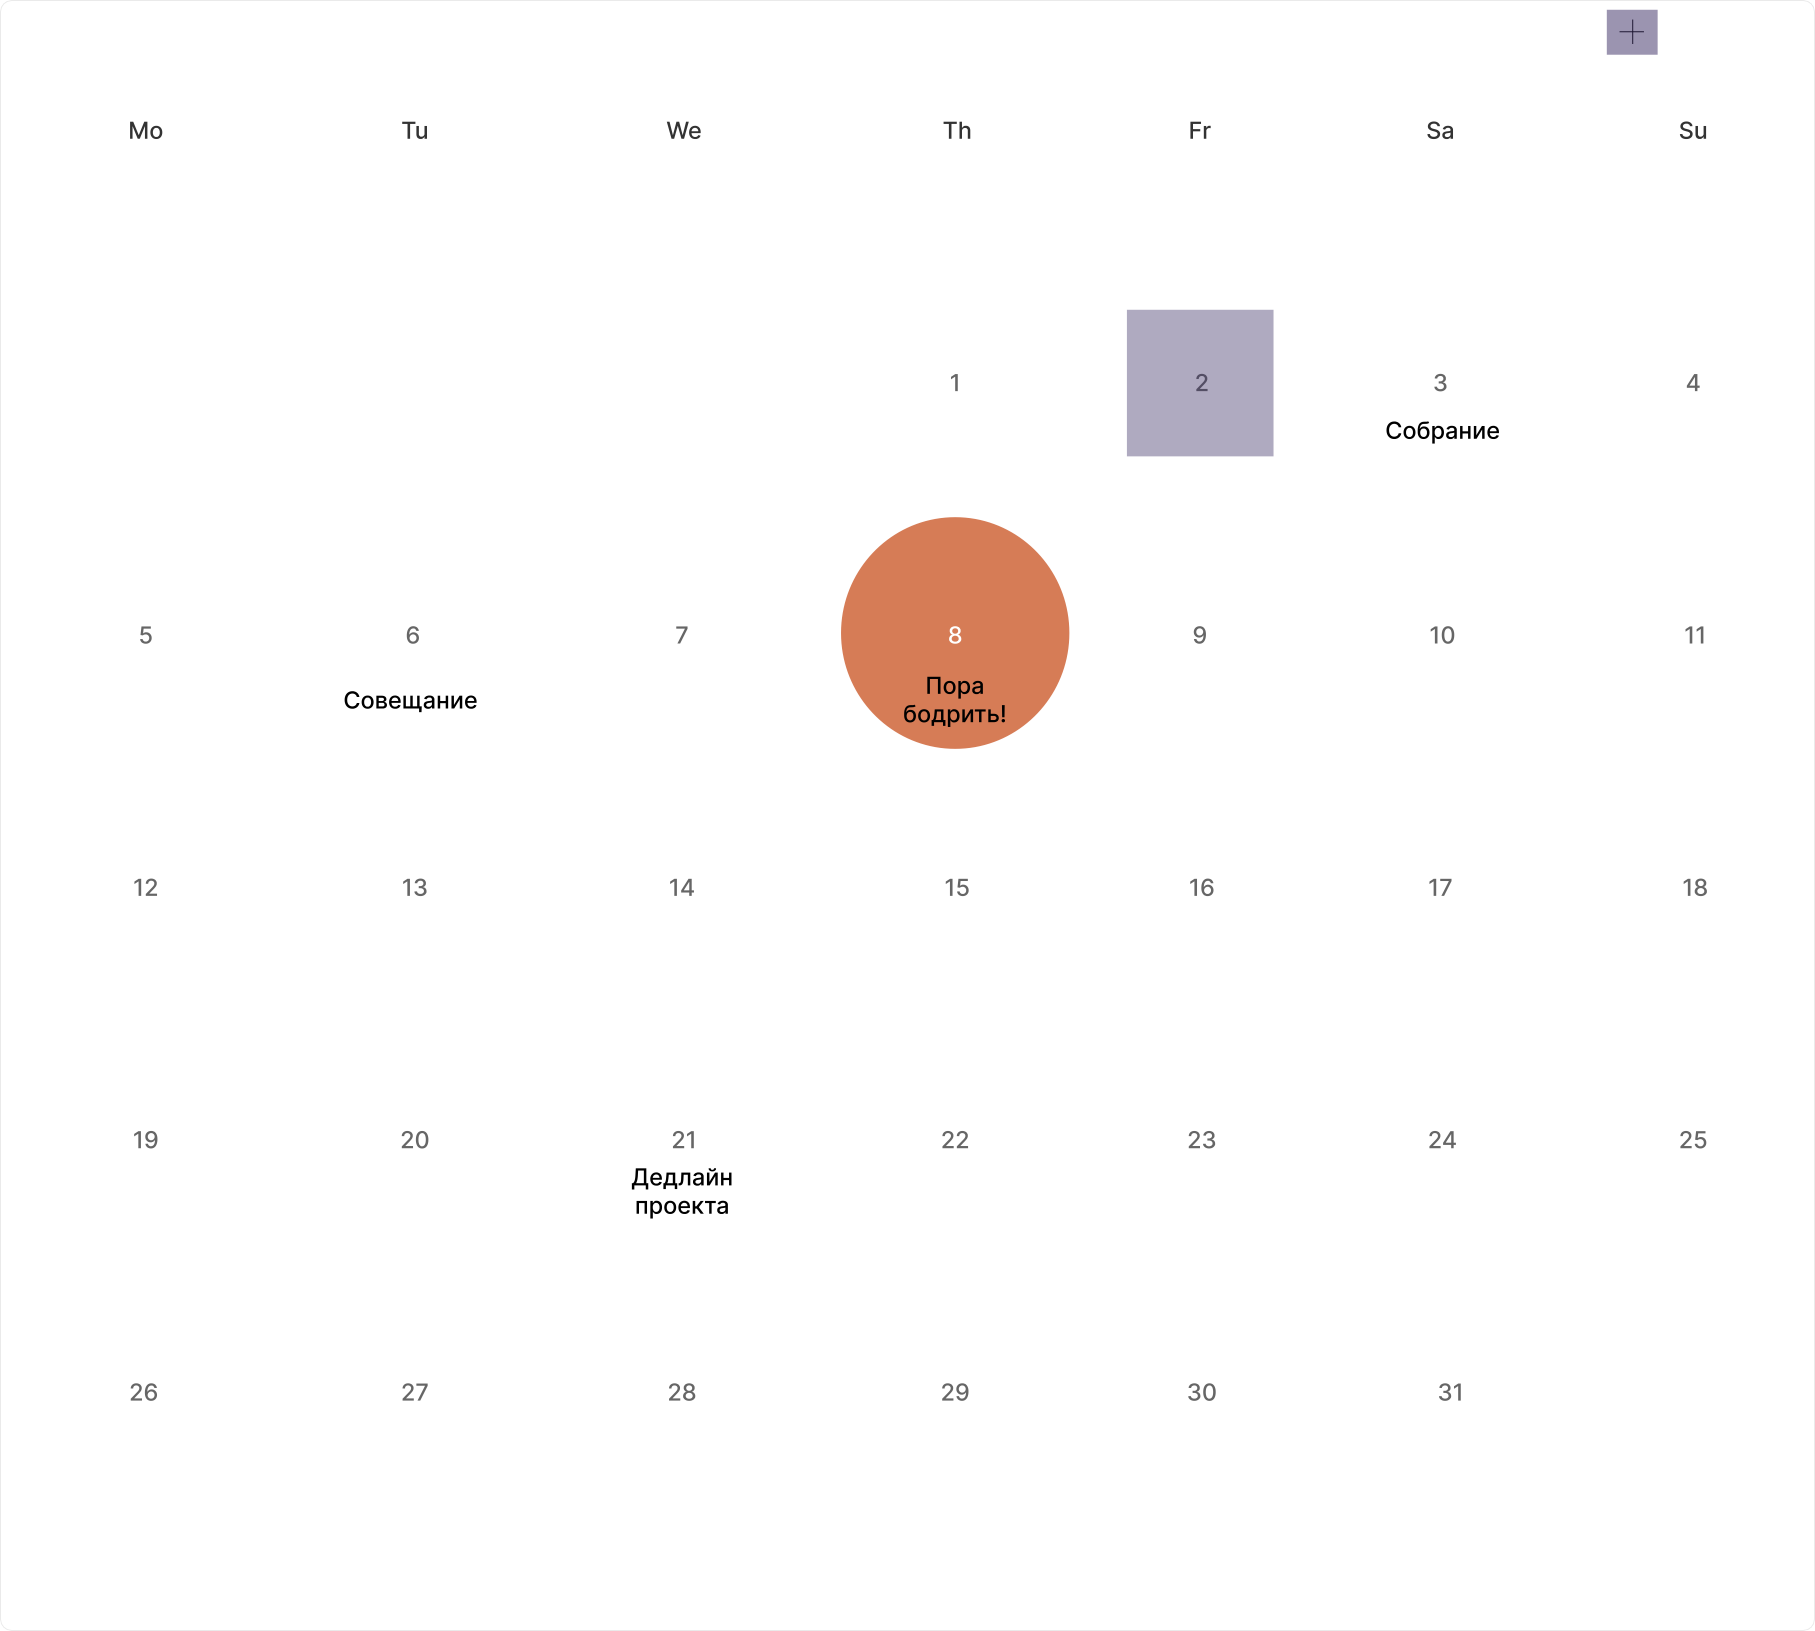 Mo Tu We Th Fr Sa Su
1 2 3 4
Собрание
5 6 7 8 9 10 11
Совещание
Пора
бодрить!
12 13 14 15 16 17 18
19 20 21 22 23 24 25
Дедлайн
проекта
26 27 28 29 30 31